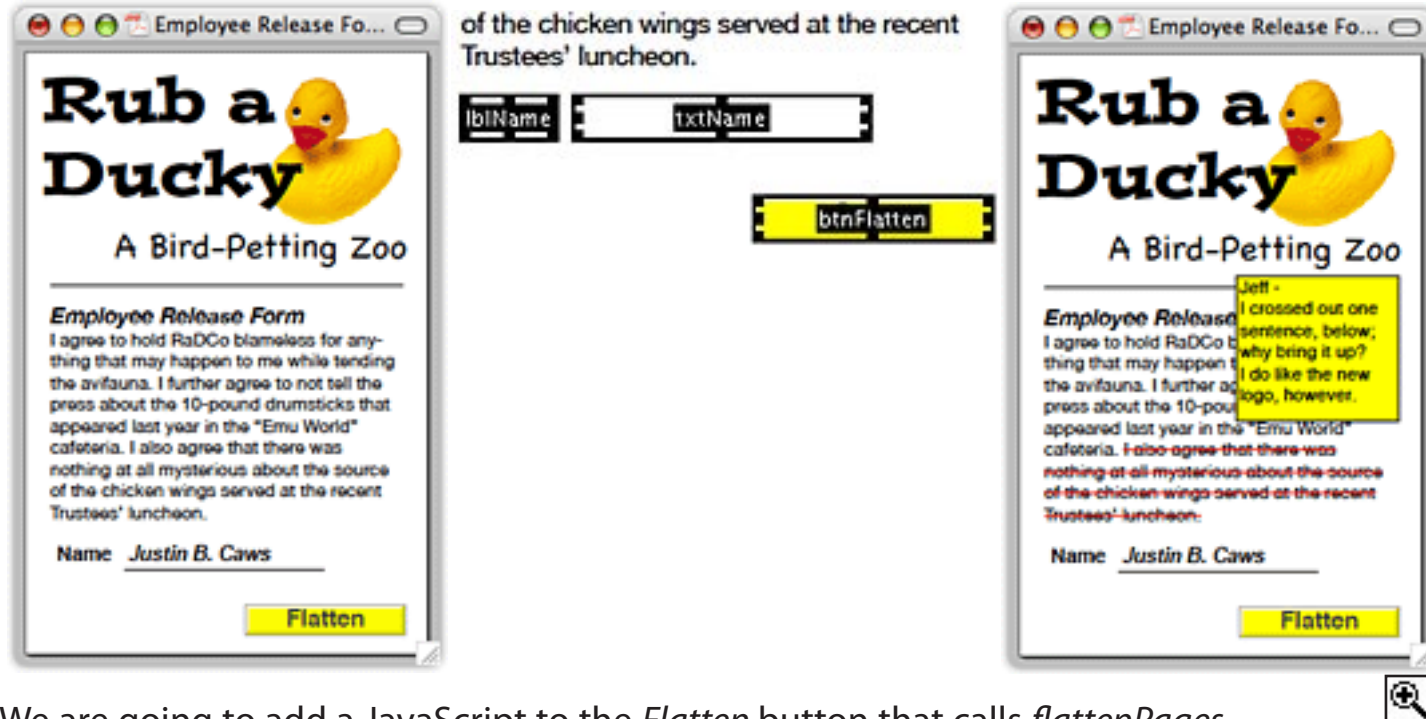 Employee Release Fo...
Rub a
Ducky
A Bird-Petting Zoo
Employee Release Form
I agree to hold RaDCo blameless for any-
thing that may happen to me while tending
the avifauna. I further agree to not tell the
press about the 10-pound drumsticks that
appeared last year in the "Emu World"
cafeteria. I also agree that there was
nothing at all mysterious about the source
of the chicken wings served at the recent
Trustees' luncheon.
Name Justin B. Caws
Flatten
of the chicken wings served at the recent
Trustees' luncheon.
lblName txtName
btnFlatten
Employee Release Fo...
Rub a
Ducky
A Bird-Petting Zoo
Jeff -
I crossed out one
sentence, below;
why bring it up?
I do like the new
logo, however.
Employee Release
I agree to hold RaDCo b
thing that may happen t
the avifauna. I further ag
press about the 10-pou
appeared last year in the "Emu World"
cafeteria. I also agree that there was
nothing at all mysterious about the source
of the chicken wings served at the recent
Trustees' luncheon.
Name Justin B. Caws
Flatten
We are going to add a JavaScript to the Flatten button that calls flattenPages